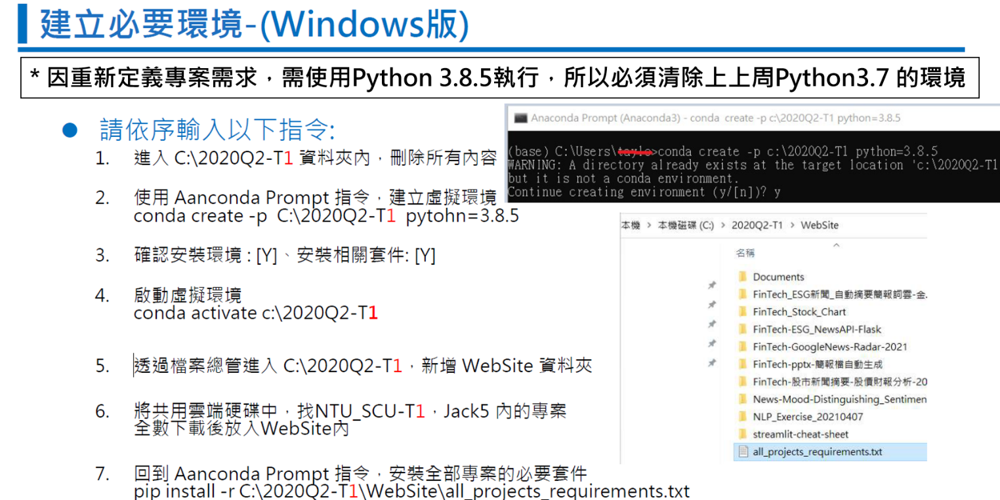 建立必要環境-(Windows版)
* 因重新定義專案需求，需使用Python 3.8.5執行，所以必須清除上上周Python3.7 的環境
● 請依序輸入以下指令:
1. 進入 C:\2020Q2-T1 資料夾內，刪除所有內容
2. 使用 Aanconda Prompt 指令，建立虛擬環境
conda create -p C:\2020Q2-T1 pytohn=3.8.5
3. 確認安裝環境 : [Y]、安裝相關套件: [Y]
4. 啟動虛擬環境
conda activate c:\2020Q2-T1
5. 透過檔案總管進入 C:\2020Q2-T1，新增 WebSite 資料夾
6. 將共用雲端硬碟中，找NTU_SCU-T1，Jack5 內的專案
全數下載後放入WebSite內
7. 回到 Aanconda Prompt 指令，安裝全部專案的必要套件
pip install -r C:\2020Q2-T1\WebSite\all_projects_requirements.txt
Anaconda Prompt (Anaconda3) - conda create -p c:\2020Q2-T1 python=3.8.5
(base) C:\Users\>conda create -p c:\2020Q2-T1 python=3.8.5
WARNING: A directory already exists at the target location 'c:\2020Q2-T1
but it is not a conda environment.
Continue creating environment (y/[n])? y
本機 > 本機磁碟 (C:) > 2020Q2-T1 > WebSite
名稱
Documents
FinTech_ESG新聞_自動摘要簡報詞雲-金.
FinTech_Stock_Chart
FinTech-ESG_NewsAPI-Flask
FinTech-GoogleNews-Radar-2021
FinTech-pptx-簡報檔自動生成
FinTech-股市新聞摘要-股價財報分析-20
News-Mood-Distinguishing_Sentimen
NLP_Exercise_20210407
streamlit-cheat-sheet
all_projects_requirements.txt